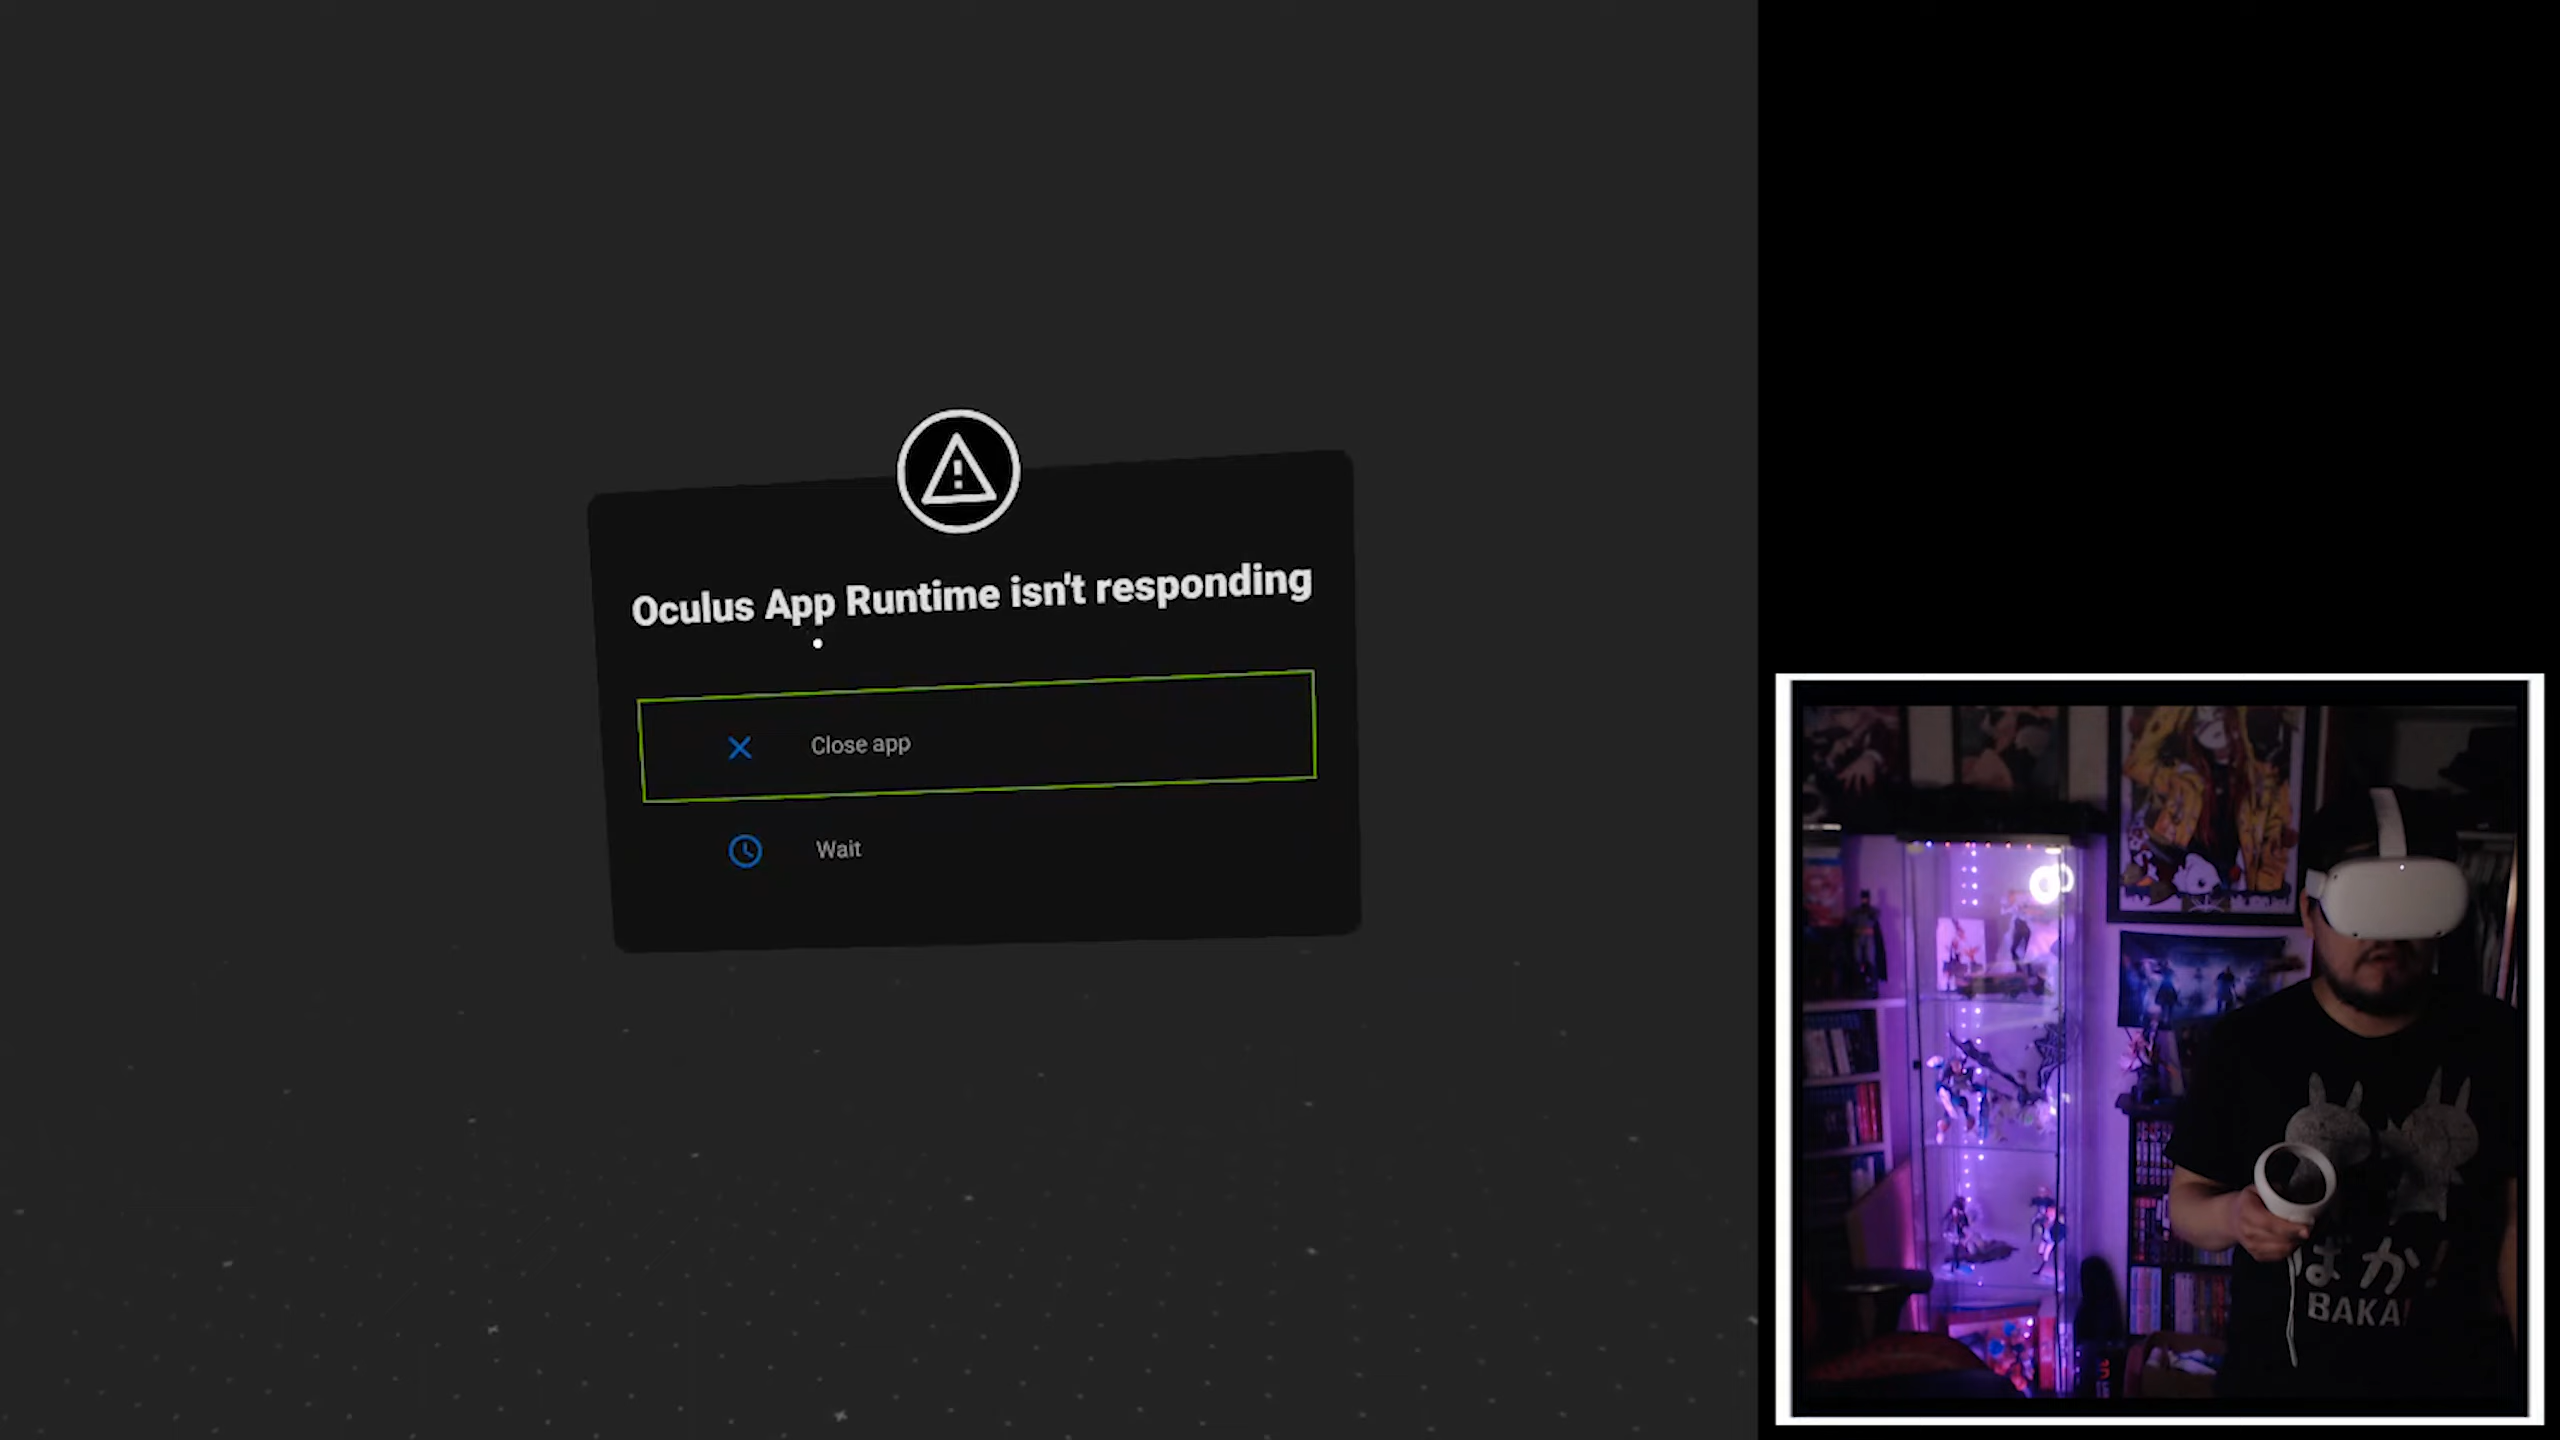 Oculus App Runtime isn't responding
Close app
Wait
ばか!
BAKA!